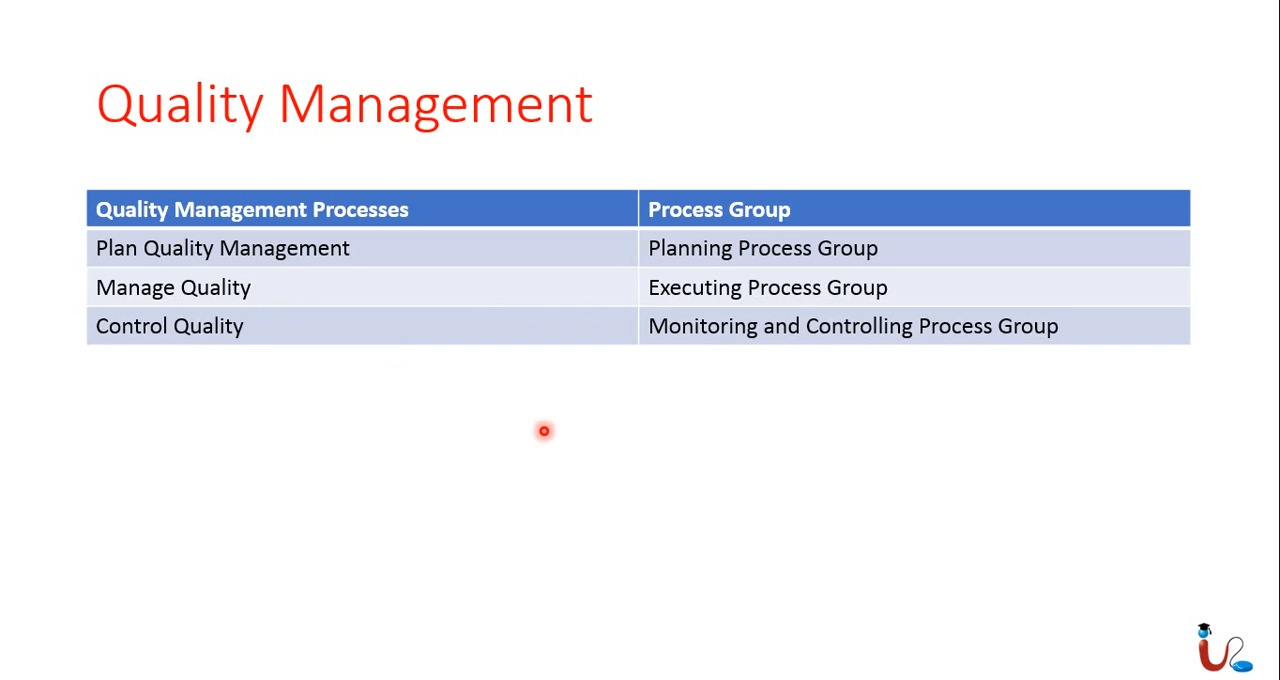 Quality Management
Quality Management Processes Process Group
Plan Quality Management Planning Process Group
Manage Quality Executing Process Group
Control Quality Monitoring and Controlling Process Group